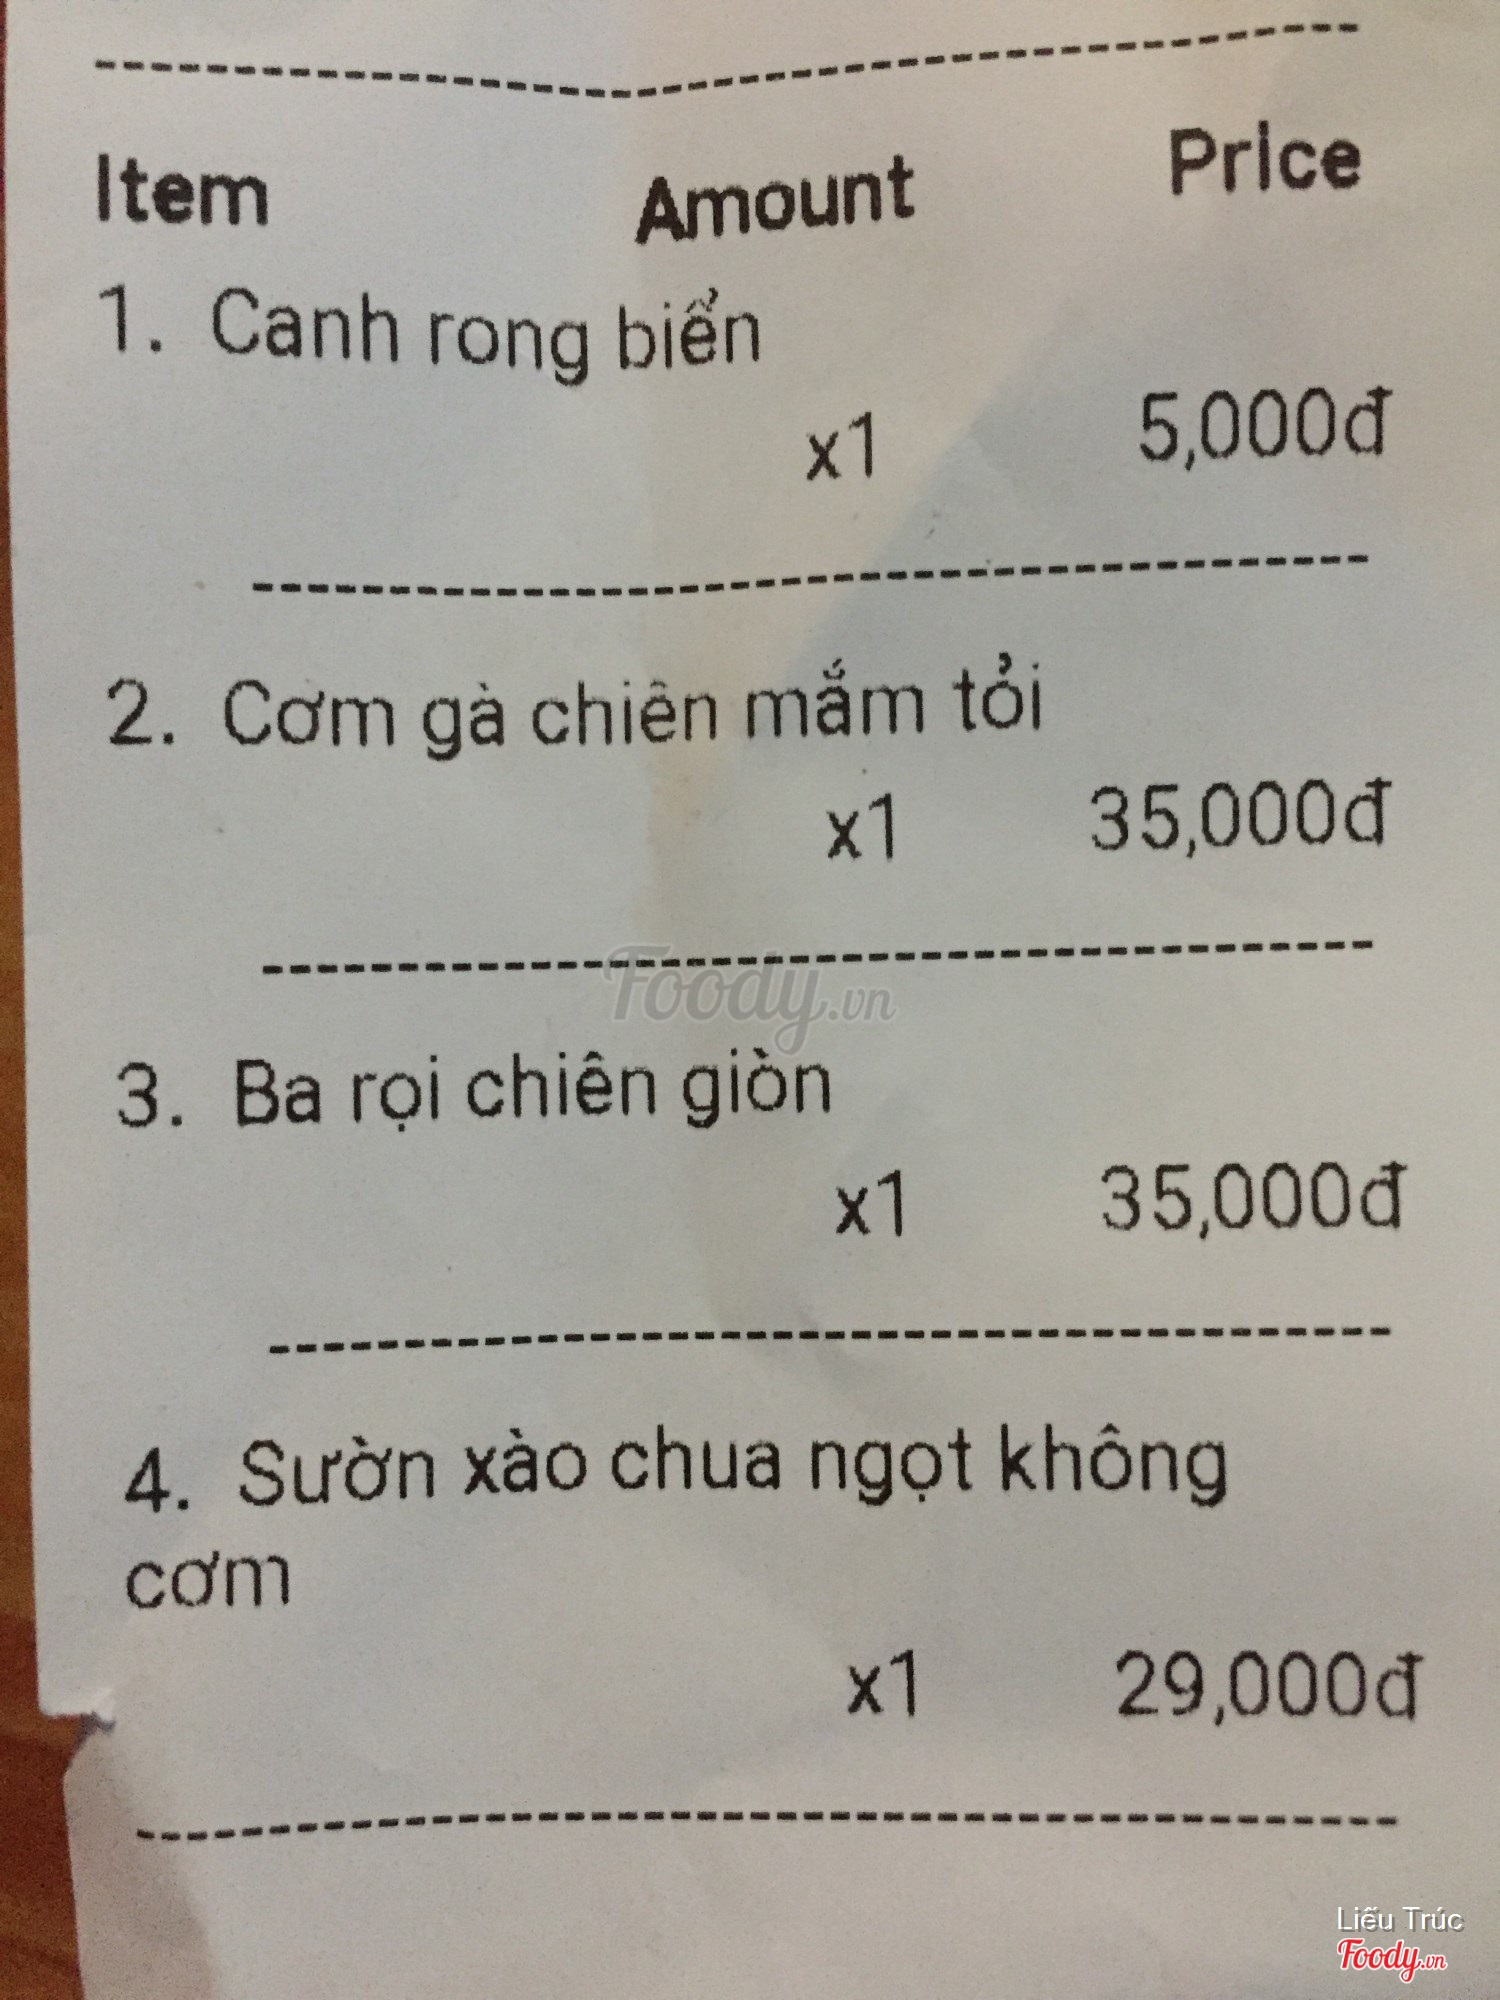 Item Amount Price
1. Canh rong biển
x1 5,000đ
2. Cơm gà chiên mắm tỏi
x1 35,000đ
Foody.vn
3. Ba rọi chiên giòn
x1 35,000đ
4. Sườn xào chua ngọt không
cơm
x1 29,000đ
Liễu Trúc
Foody.vn